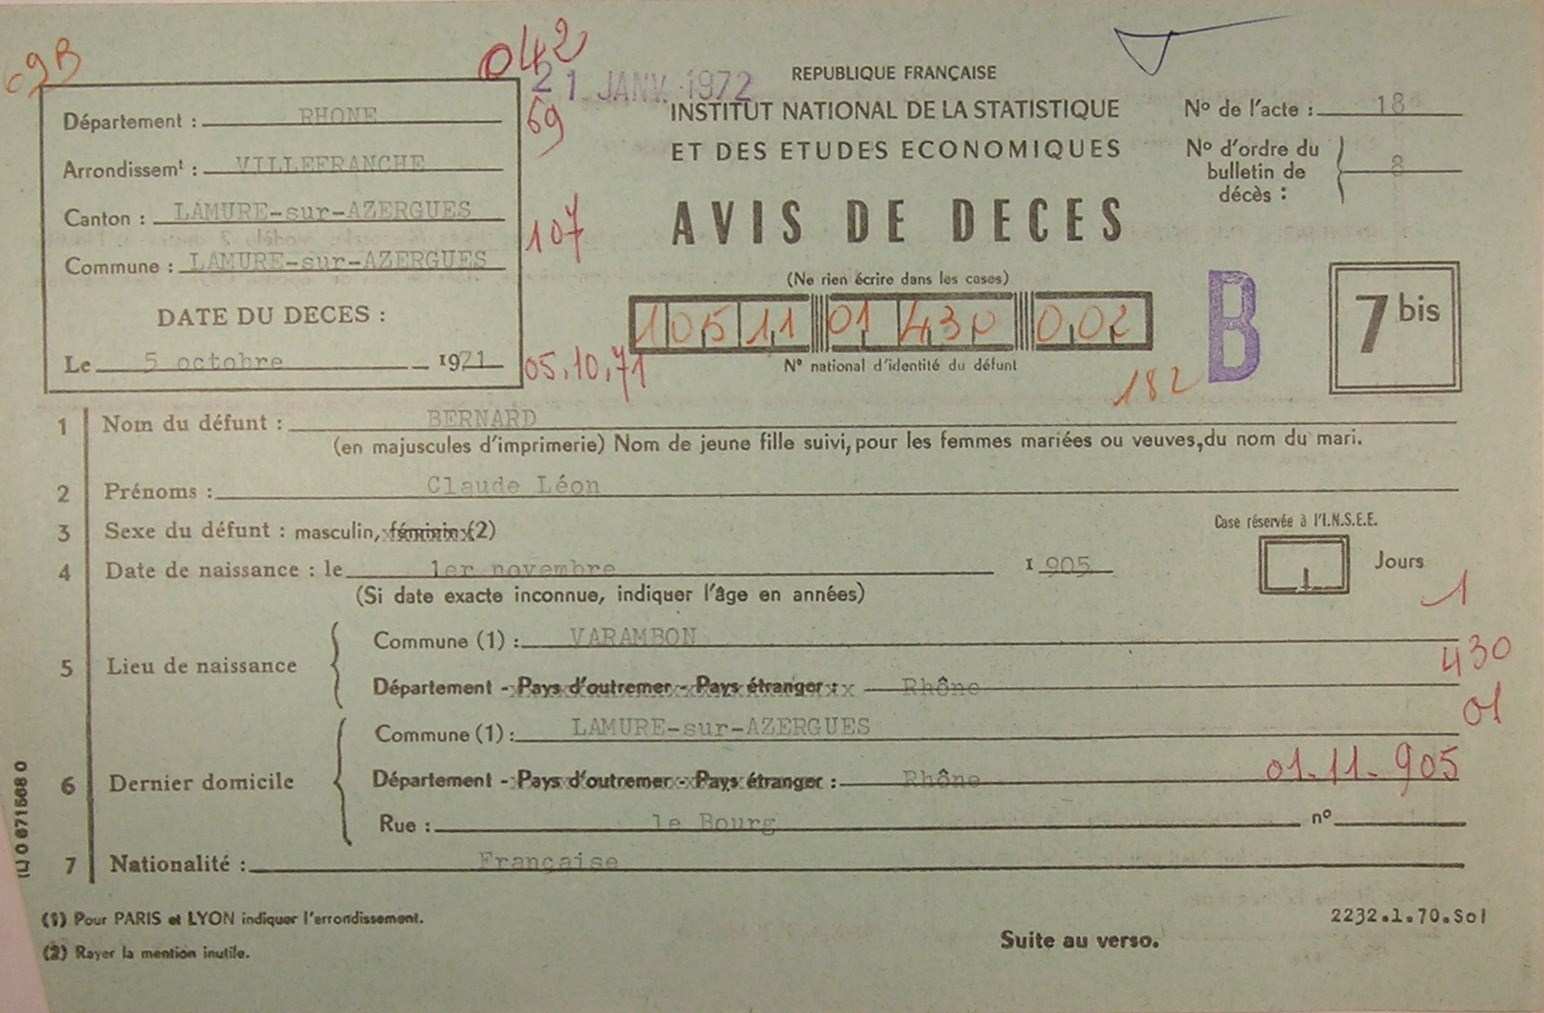 69B
042
21 JANV. 1972
Département : RHONE
69
Arrondissemt : VILLEFRANCHE
Canton : LAMURE-sur-AZERGUES
107
Commune : LAMURE-sur-AZERGUES
DATE DU DECES :
Le 5 octobre 1971
05.10.71
REPUBLIQUE FRANÇAISE
INSTITUT NATIONAL DE LA STATISTIQUE
ET DES ETUDES ECONOMIQUES
AVIS DE DECES
(Ne rien écrire dans les cases)
1 05 11 01 430 002
N° national d'identité du défunt
182
B
N° de l'acte : 18
N° d'ordre du
bulletin de
décès : 8
7 bis
1 Nom du défunt : BERNARD
(en majuscules d'imprimerie) Nom de jeune fille suivi, pour les femmes mariées ou veuves, du nom du mari.
2 Prénoms : Claude Léon
3 Sexe du défunt : masculin, féminin (2)
Case réservée à l'I.N.S.E.E.
4 Date de naissance : le 1er novembre 1905
Jours
(Si date exacte inconnue, indiquer l'âge en années)
1
5 Lieu de naissance
Commune (1) : VARAMBON
430
Département - Pays d'outremer - Pays étranger : Rhône
01
6 Dernier domicile
Commune (1) : LAMURE-sur-AZERGUES
Département - Pays d'outremer - Pays étranger : Rhône
01-11-905
Rue : le Bourg n°
7 Nationalité : Française
(1) Pour PARIS et LYON indiquer l'arrondissement.
(2) Rayer la mention inutile.
Suite au verso.
2232.1.70.Sol
(L) 0 671568 0